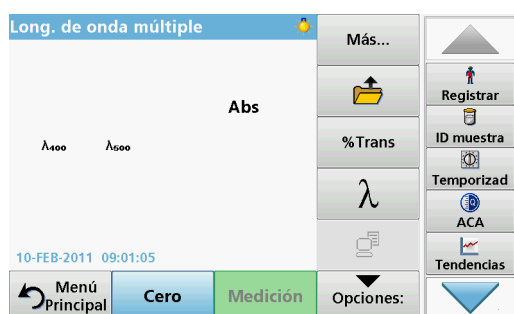 Long. de onda múltiple
Abs
λ₄₀₀ λ₅₀₀
10-FEB-2011 09:01:05
Menú Principal
Cero
Medición
Más...
%Trans
λ
Opciones:
Registrar
ID muestra
Temporizad
ACA
Tendencias